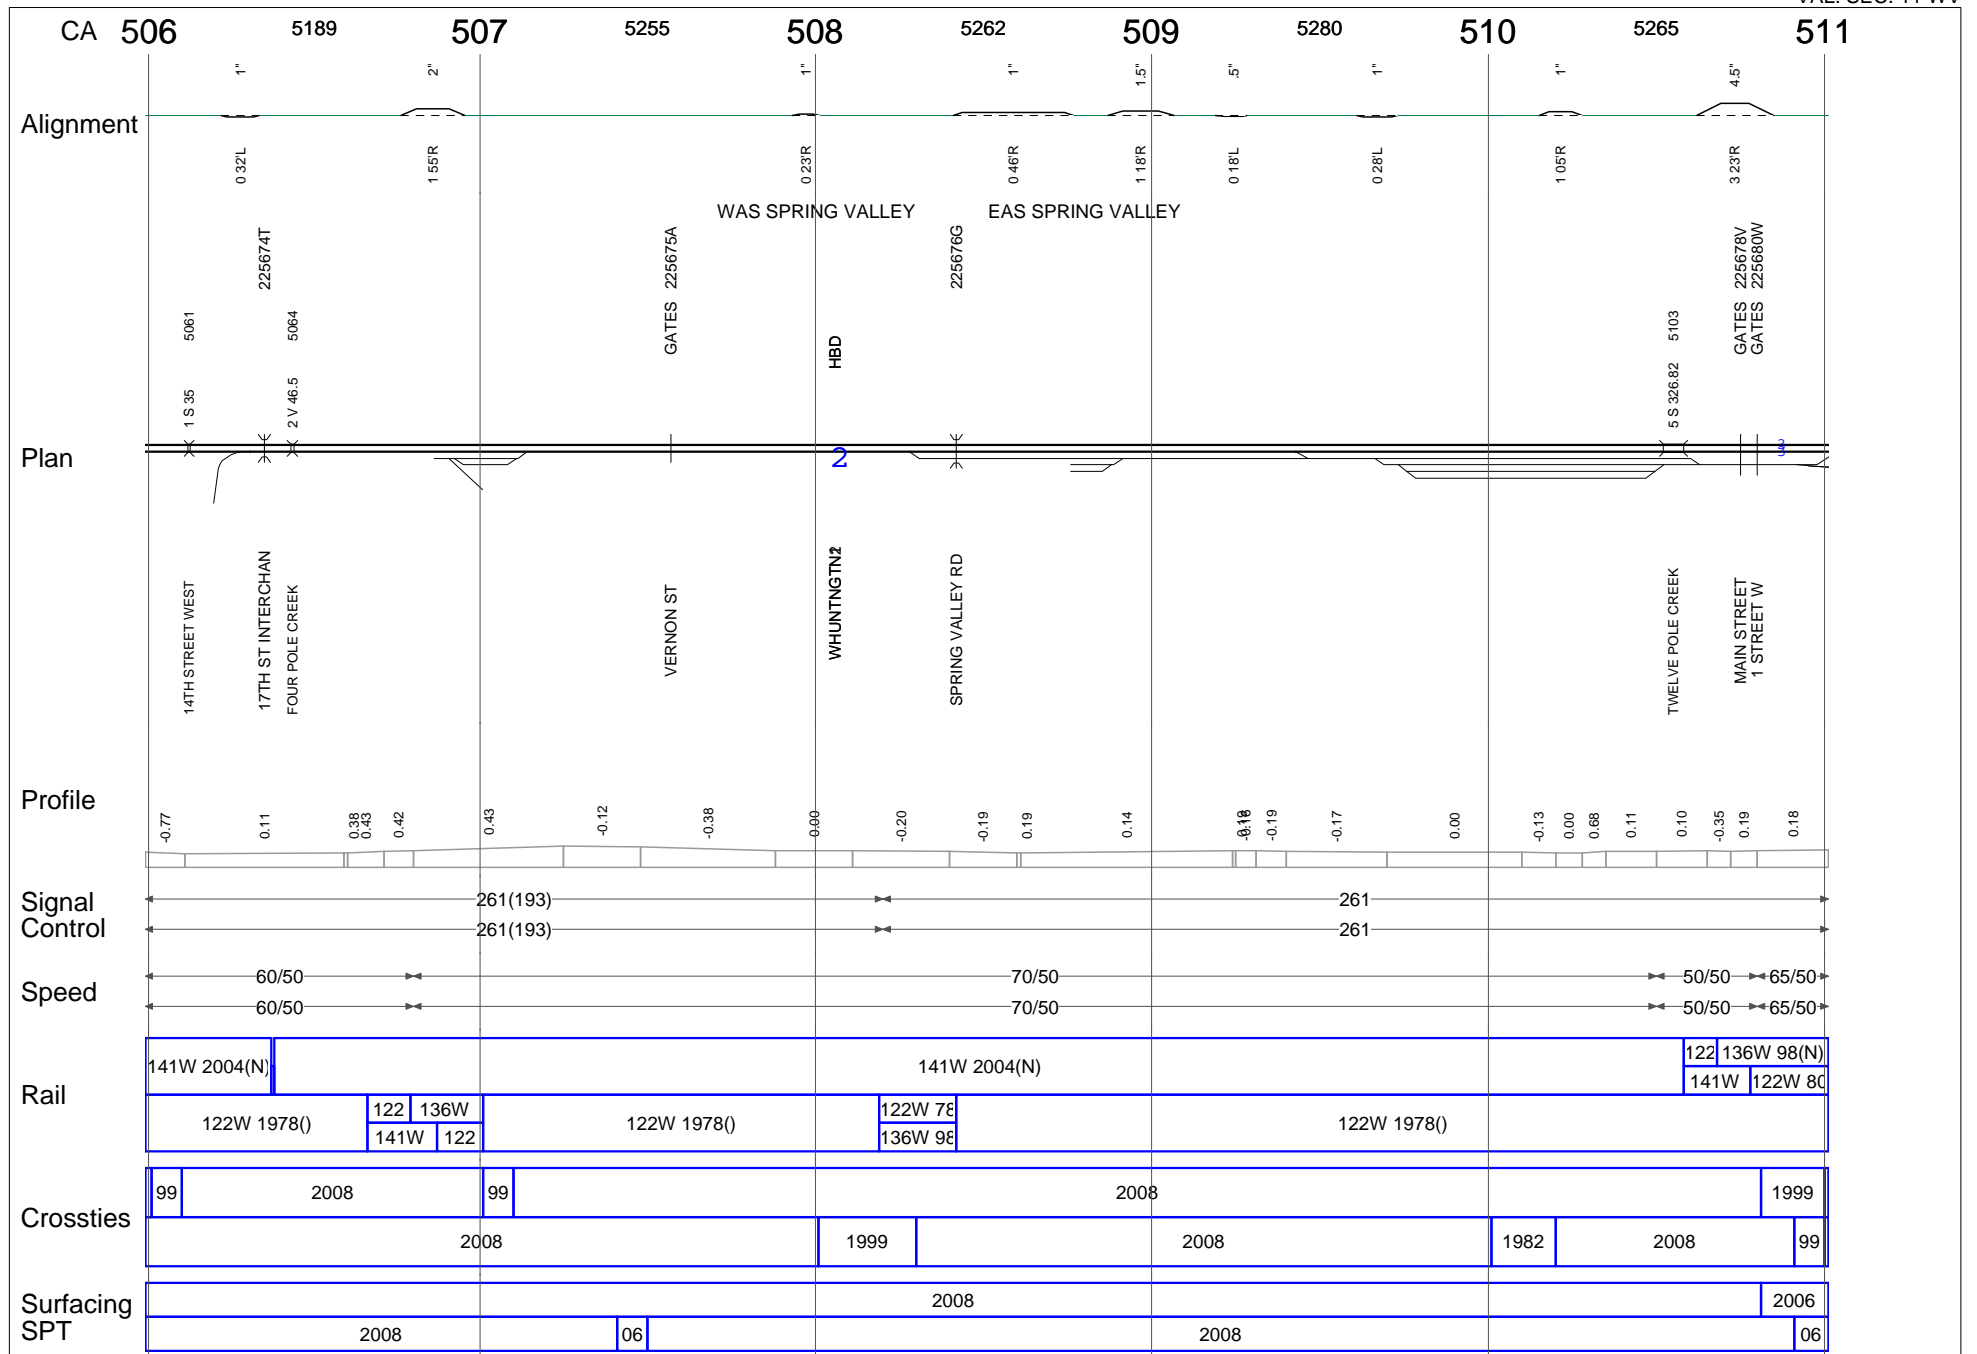 CA 506 5189 507 5255 508 5262 509 5280 510 5265 511
1" 2" 1" 1" 1.5" .5" 1" 1" 4.5"
Alignment
0 32'L 1 55'R 0 23'R 0 46'R 1 18'R 0 18'L 0 28'L 1 05'R 3 23'R
WAS SPRING VALLEY EAS SPRING VALLEY
225674T GATES 225675A 225676G GATES 225678V GATES 225680W
5061 5064 HBD 5103
1 S 35 2 V 46.5 5 S 326.82
Plan
2
14TH STREET WEST
17TH ST INTERCHAN
FOUR POLE CREEK
VERNON ST
SPRING VALLEY RD
TWELVE POLE CREEK
MAIN STREET
1 STREET W
Profile
-0.77 0.11 0.38 0.43 0.42 0.43 -0.12 -0.38 0.00 -0.20 -0.19 0.19 0.14 -0.19 -0.17 0.00 -0.13 0.00 0.68 0.11 0.10 -0.35 0.19 0.18
Signal 261(193) 261
Control 261(193) 261
60/50 70/50 50/50 65/50
Speed
60/50 70/50 50/50 65/50
141W 2004(N) 141W 2004(N) 122 136W 98(N)
141W 122W 80
Rail
122W 1978() 122 136W 122W 1978() 122W 78 122W 1978()
141W 122 136W 98
99 2008 99 2008 1999
Crossties
2008 1999 2008 1982 2008 99
Surfacing 2008 2006
SPT 2008 06 2008 06